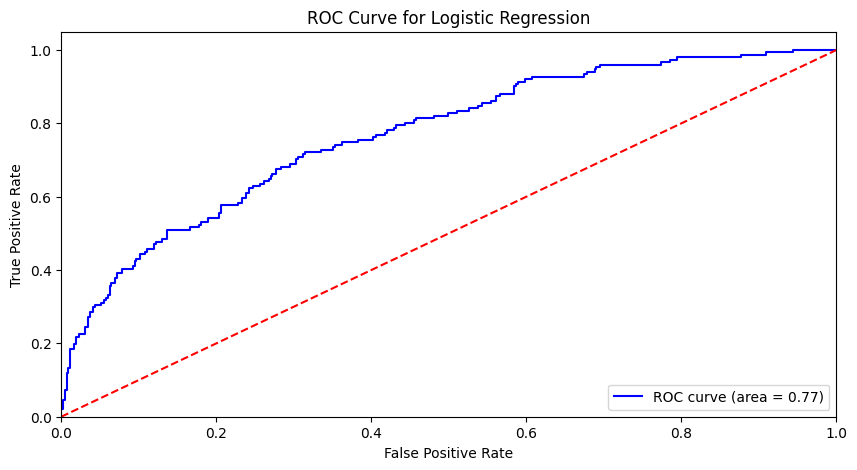 ROC Curve for Logistic Regression
1.0
0.8
0.6
0.4
0.2
0.0
True Positive Rate
ROC curve (area = 0.77)
0.0 0.2 0.4 0.6 0.8 1.0
False Positive Rate